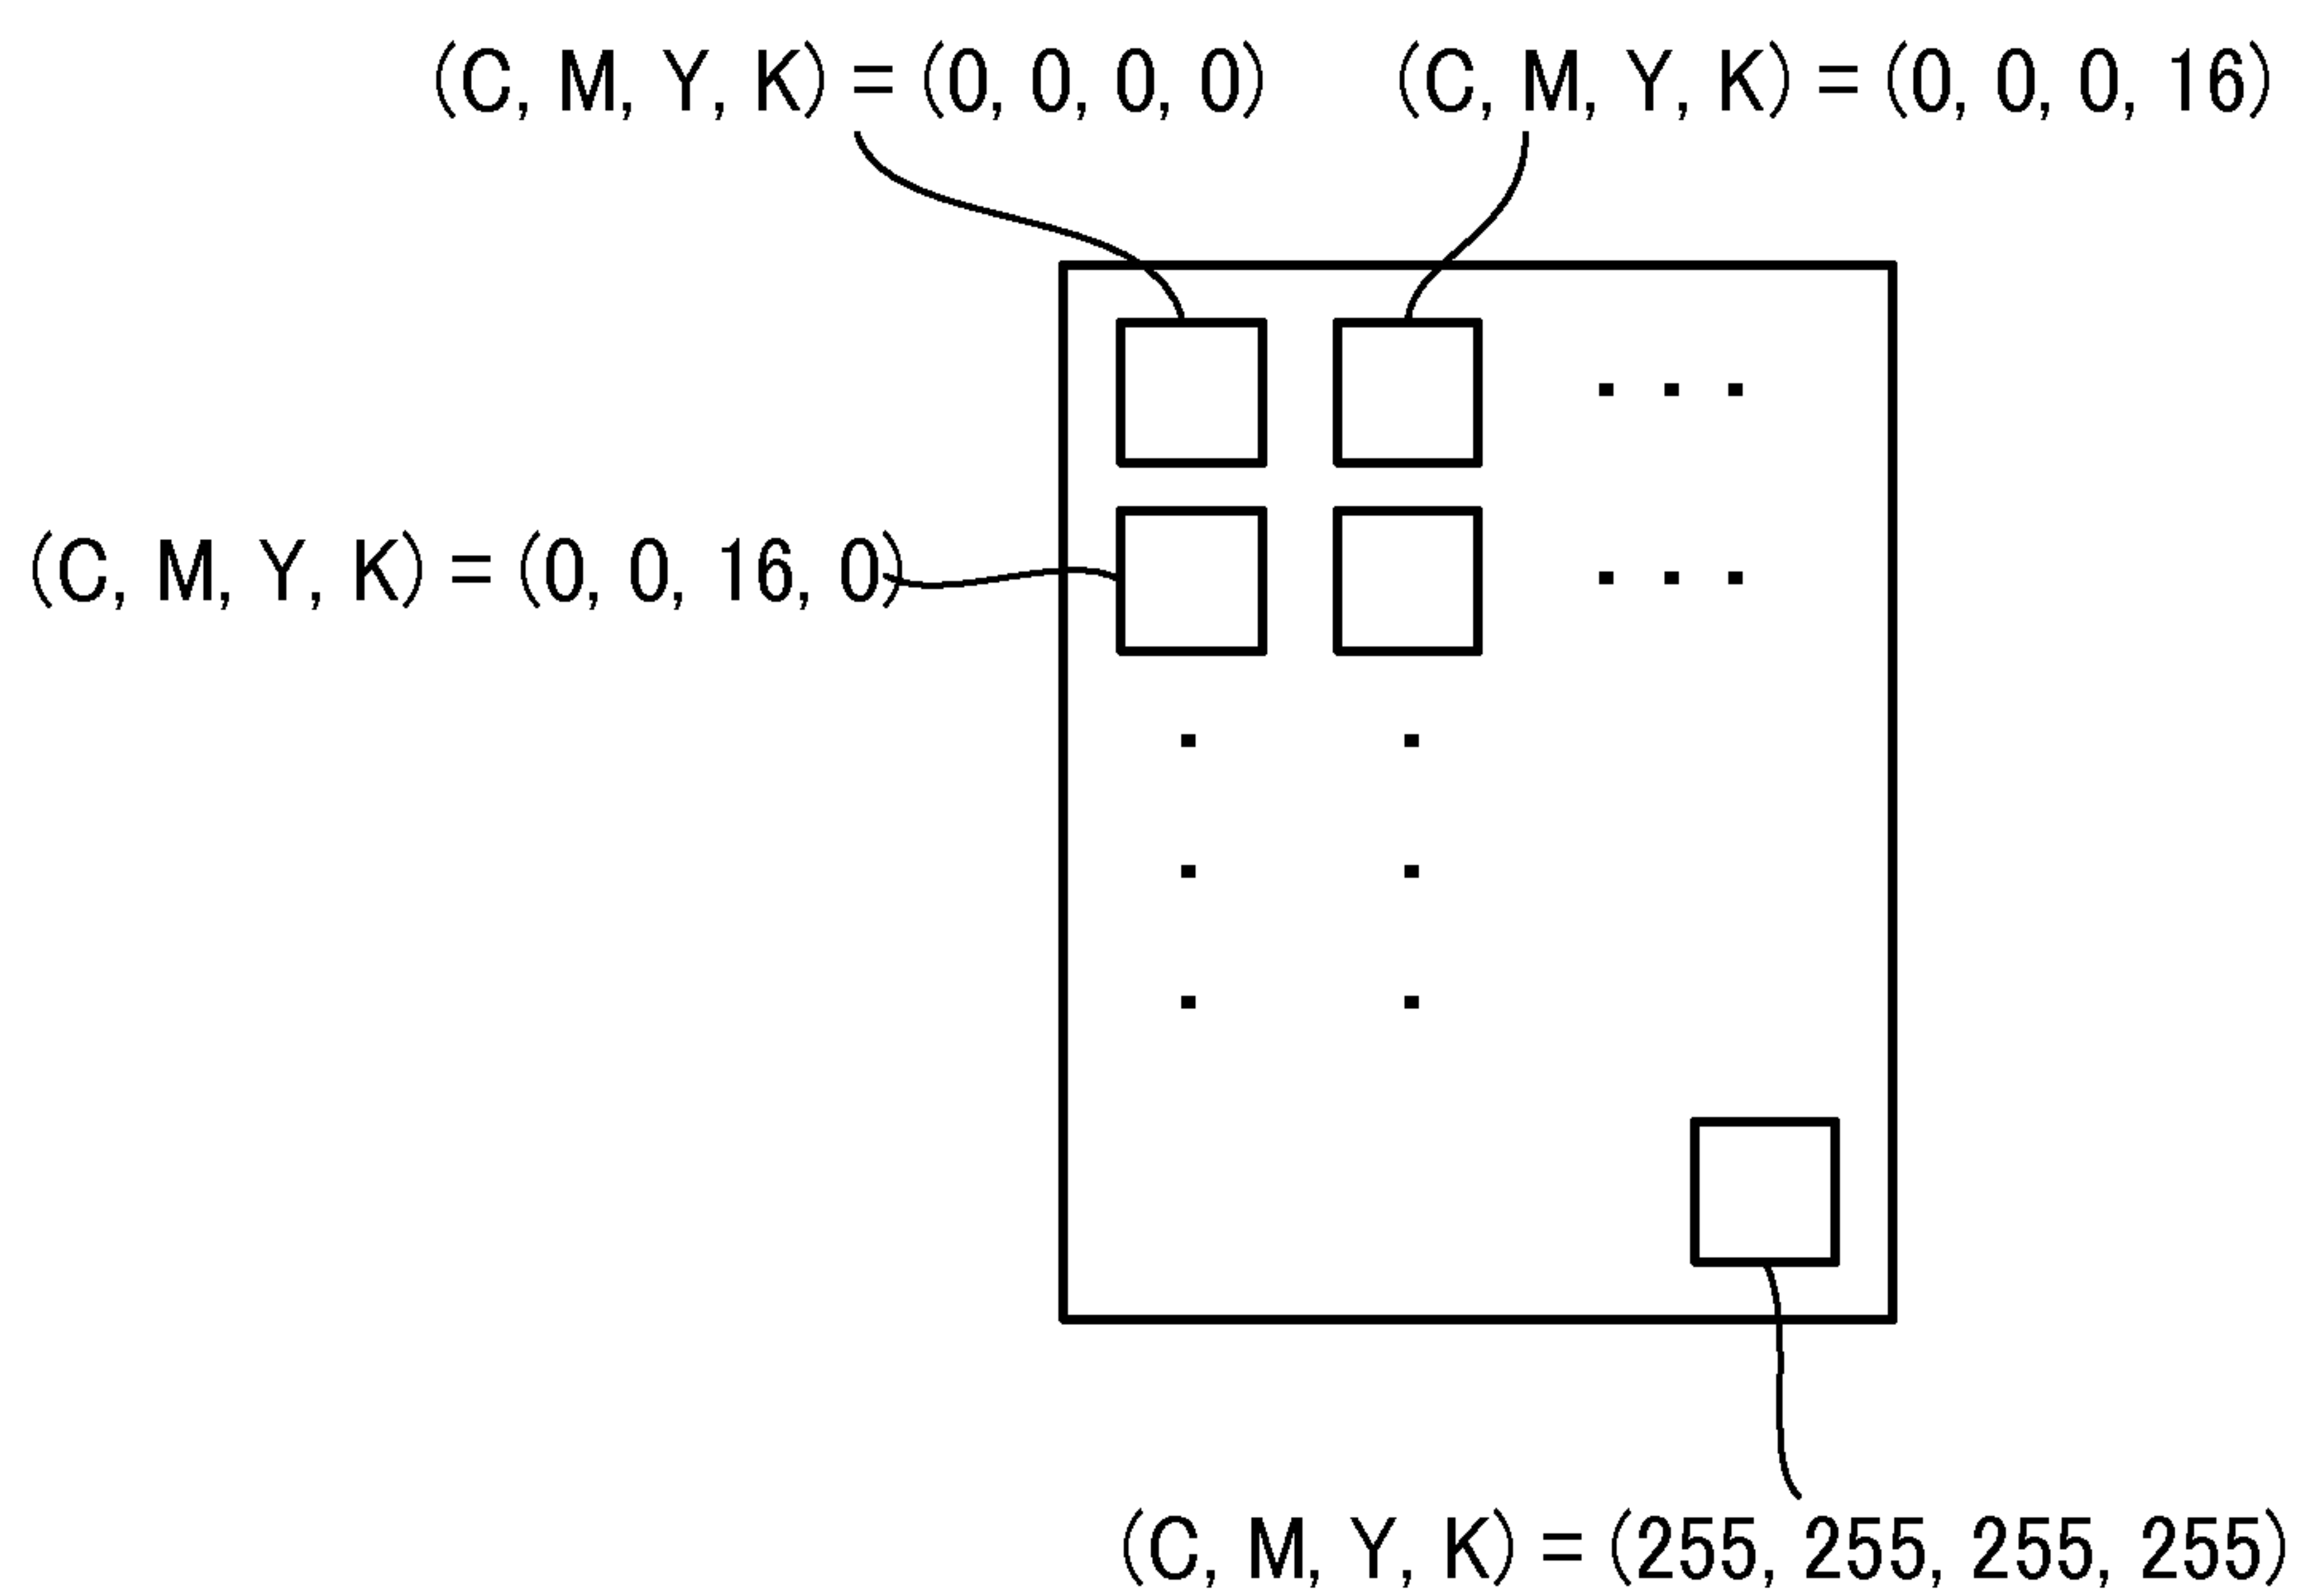 (C, M, Y, K) = (0, 0, 0, 0) (C, M, Y, K) = (0, 0, 0, 16)
(C, M, Y, K) = (0, 0, 16, 0)
(C, M, Y, K) = (255, 255, 255, 255)